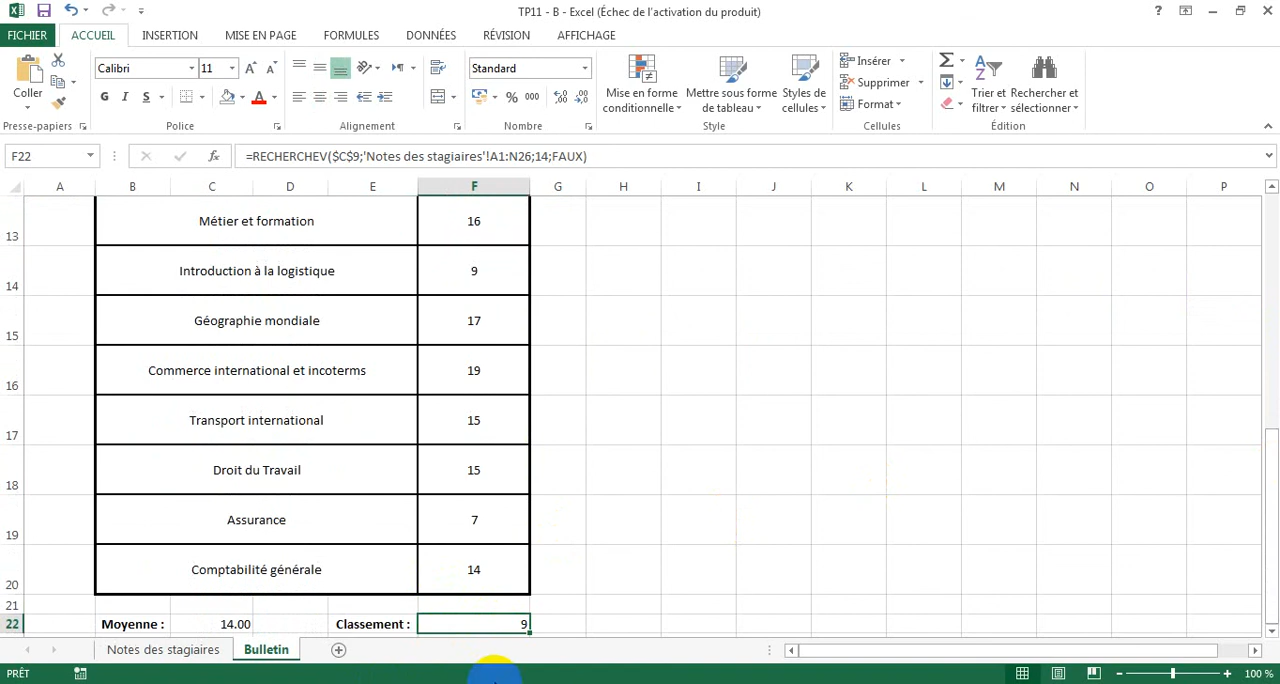 TP11 - B - Excel (Échec de l'activation du produit)
FICHIER ACCUEIL INSERTION MISE EN PAGE FORMULES DONNÉES RÉVISION AFFICHAGE
Coller
Calibri 11
G I S
Standard
% 000
Mise en forme conditionnelle
Mettre sous forme de tableau
Styles de cellules
Insérer
Supprimer
Format
Trier et filtrer
Rechercher et sélectionner
Presse-papiers Police Alignement Nombre Style Cellules Édition
F22 fx =RECHERCHEV($C$9;'Notes des stagiaires'!A1:N26;14;FAUX)
A B C D E F G H I J K L M N O P
13 Métier et formation 16
14 Introduction à la logistique 9
15 Géographie mondiale 17
16 Commerce international et incoterms 19
17 Transport international 15
18 Droit du Travail 15
19 Assurance 7
20 Comptabilité générale 14
21
22 Moyenne : 14.00 Classement : 9
Notes des stagiaires Bulletin
PRÊT 100 %